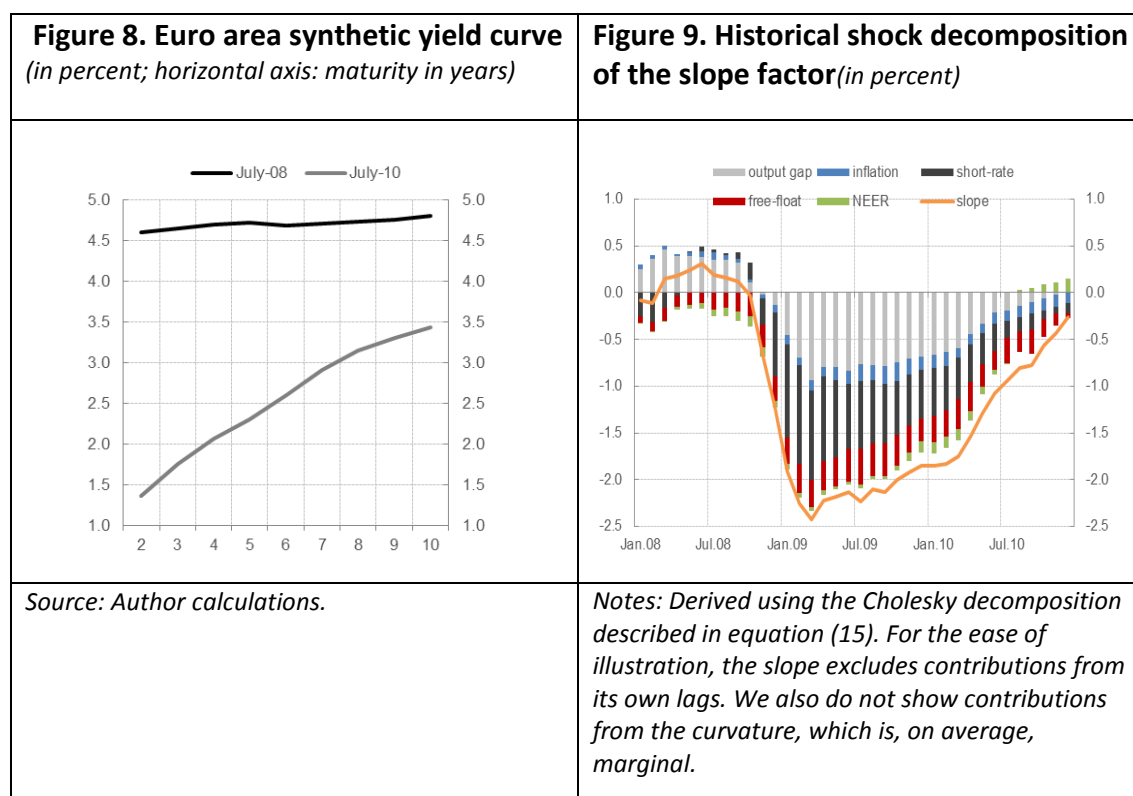 Figure 8. Euro area synthetic yield curve
(in percent; horizontal axis: maturity in years)
July-08 July-10
5.0 5.0
4.5 4.5
4.0 4.0
3.5 3.5
3.0 3.0
2.5 2.5
2.0 2.0
1.5 1.5
1.0 1.0
2 3 4 5 6 7 8 9 10
Source: Author calculations.
Figure 9. Historical shock decomposition
of the slope factor(in percent)
output gap inflation short-rate
free-float NEER slope
1.0 1.0
0.5 0.5
0.0 0.0
-0.5 -0.5
-1.0 -1.0
-1.5 -1.5
-2.0 -2.0
-2.5 -2.5
Jan.08 Jul.08 Jan.09 Jul.09 Jan.10 Jul.10
Notes: Derived using the Cholesky decomposition
described in equation (15). For the ease of
illustration, the slope excludes contributions from
its own lags. We also do not show contributions
from the curvature, which is, on average,
marginal.